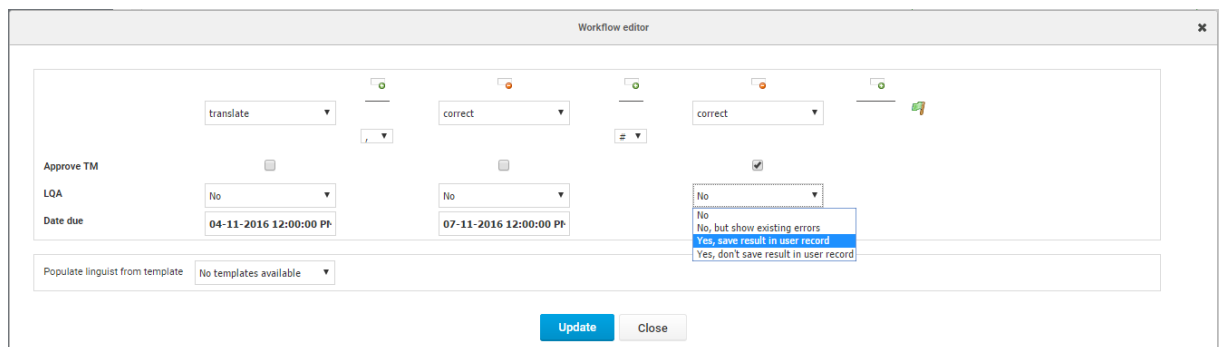 Workflow editor
translate
,
correct
#
correct
Approve TM
LQA
No
No
No
No
No, but show existing errors
Yes, save result in user record
Yes, don't save result in user record
Date due
04-11-2016 12:00:00 PM
07-11-2016 12:00:00 PM
Populate linguist from template
No templates available
Update
Close